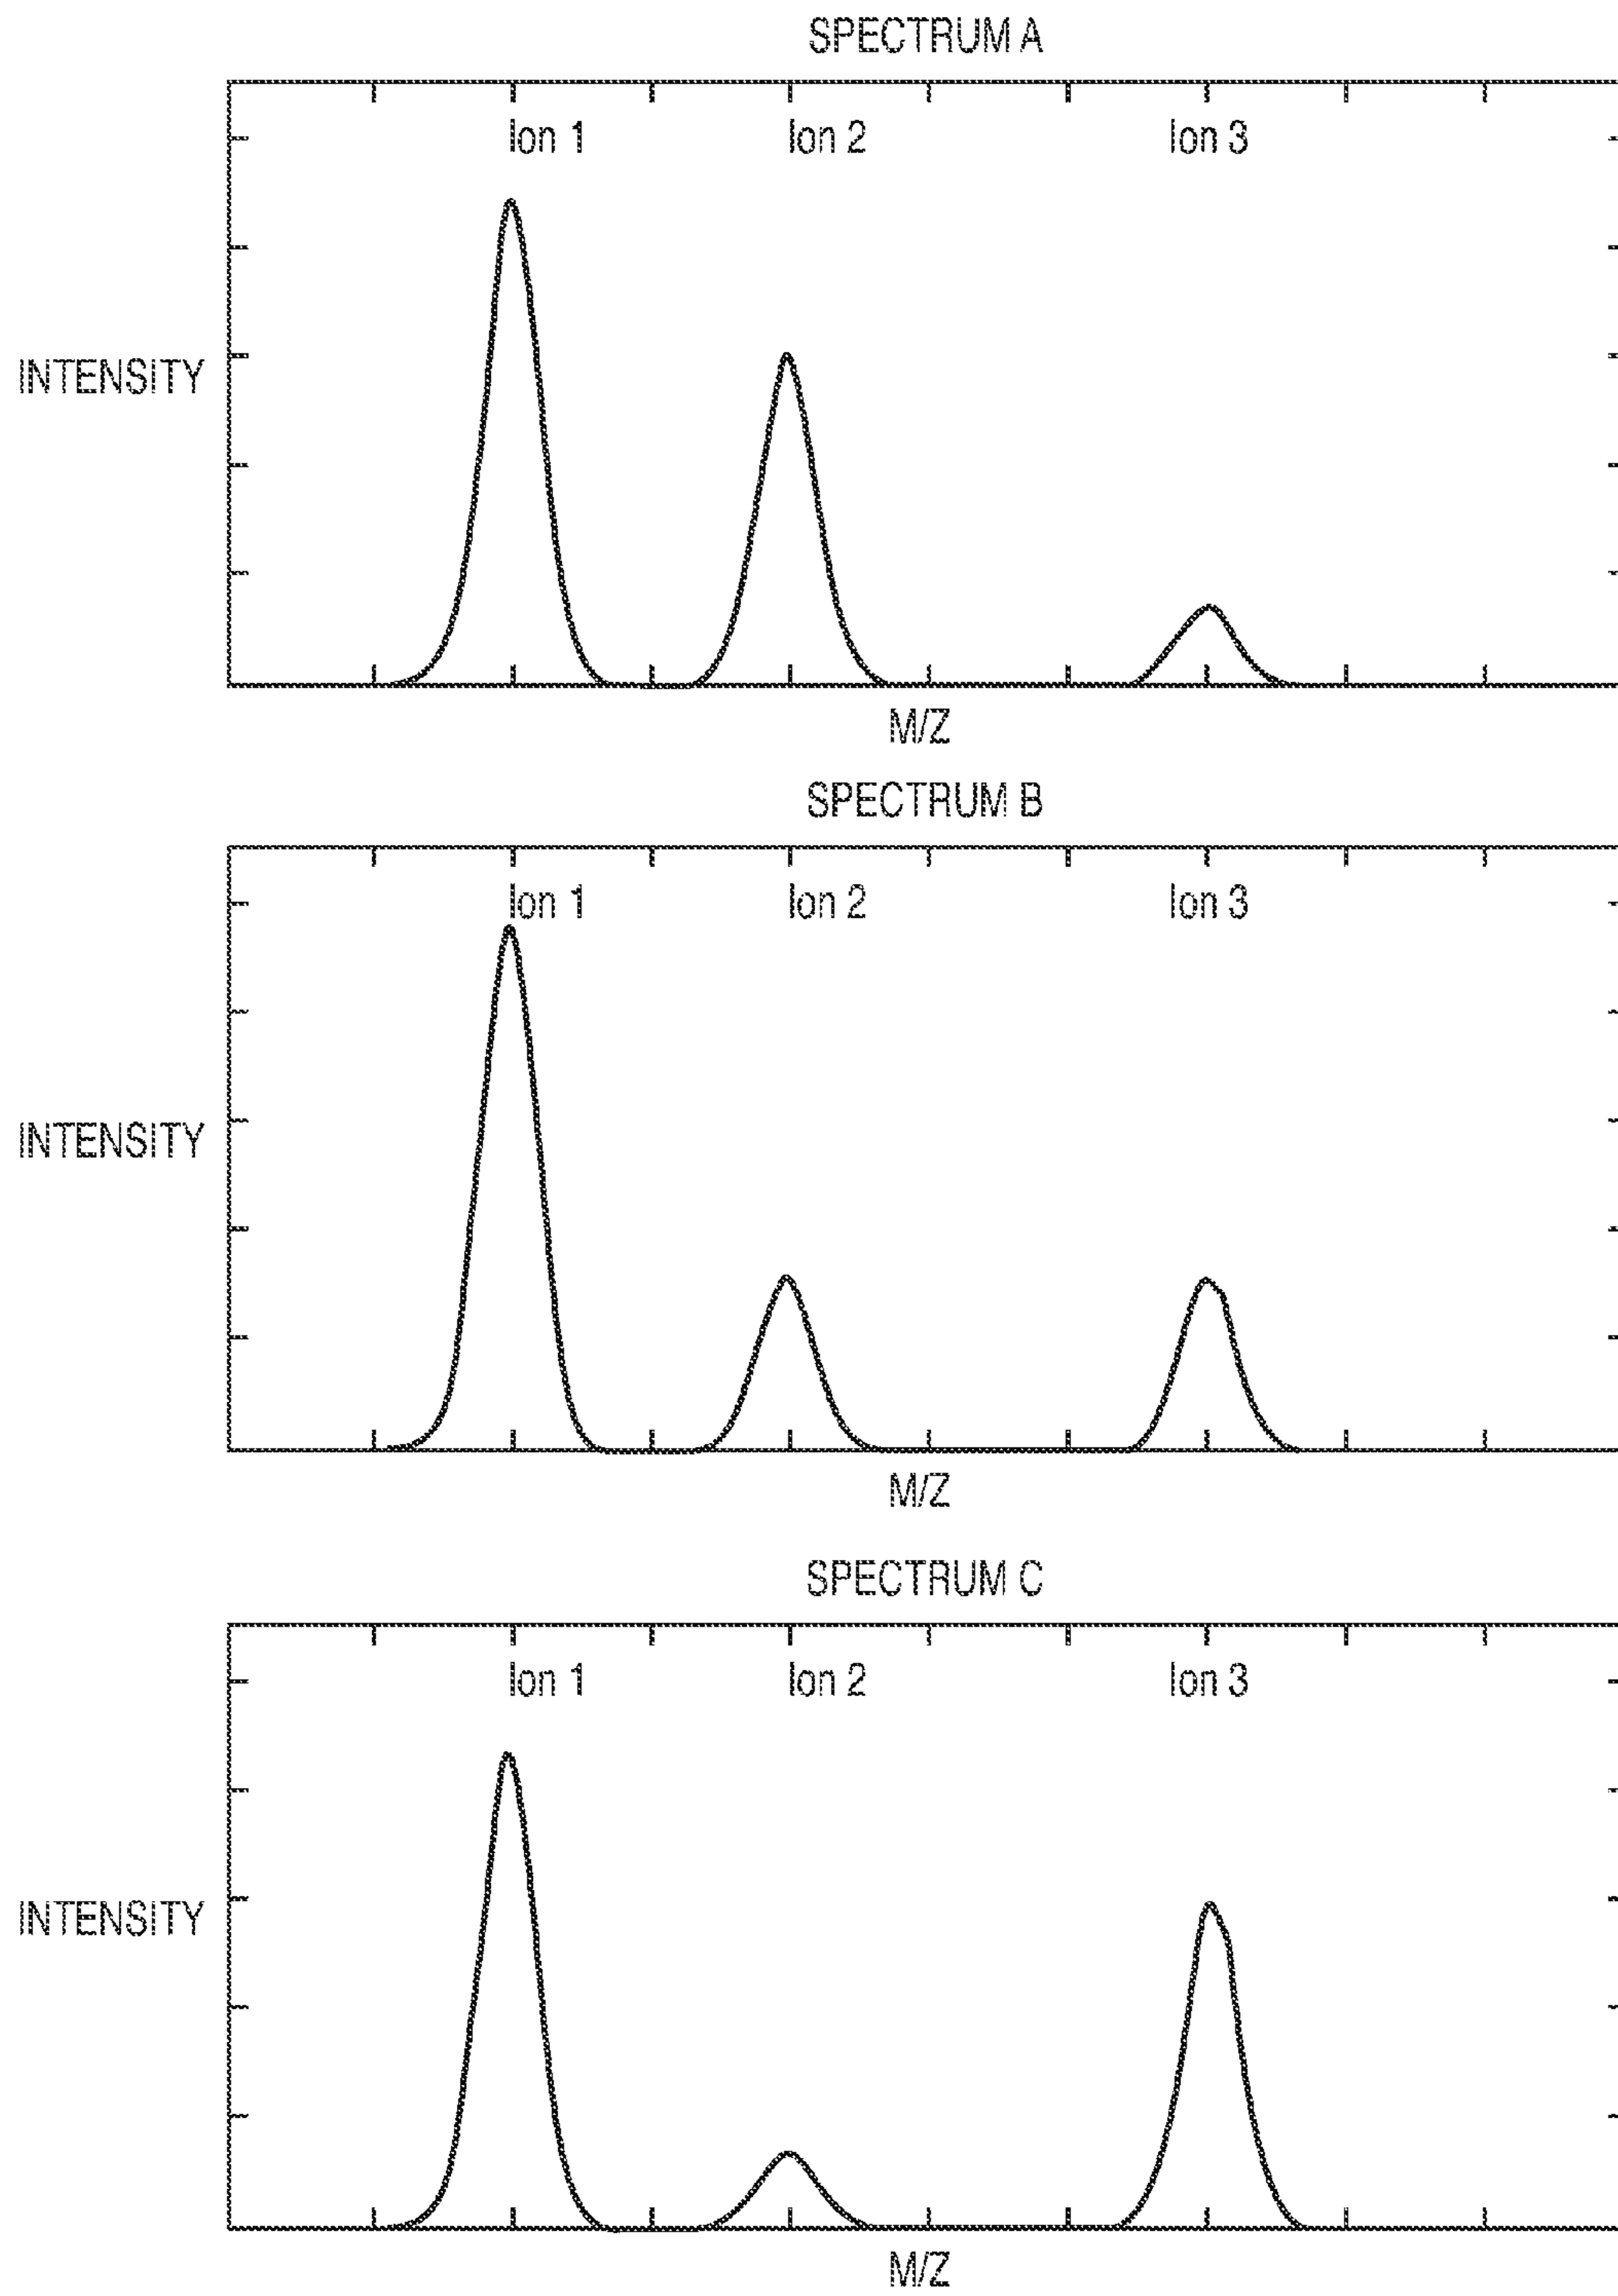 SPECTRUM A
Ion 1 Ion 2 Ion 3
INTENSITY
M/Z
SPECTRUM B
Ion 1 Ion 2 Ion 3
INTENSITY
M/Z
SPECTRUM C
Ion 1 Ion 2 Ion 3
INTENSITY
M/Z